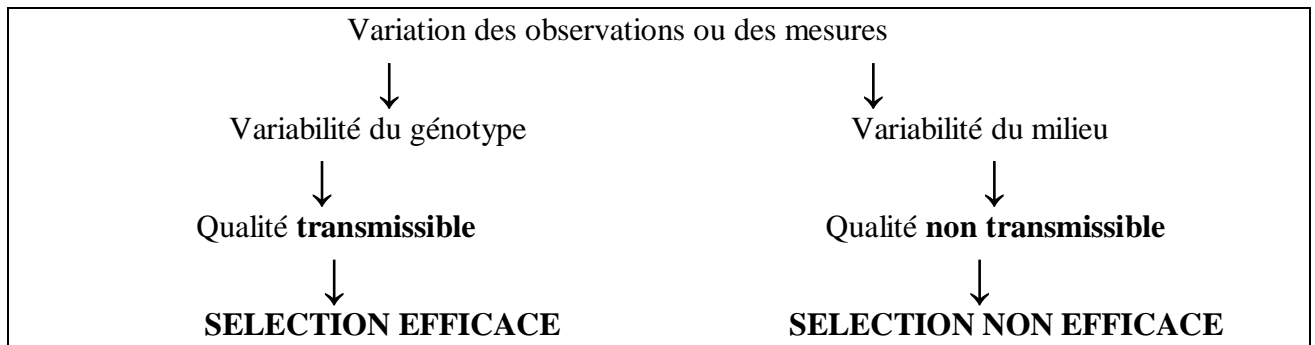 Variation des observations ou des mesures
Variabilité du génotype Variabilité du milieu
Qualité transmissible Qualité non transmissible
SELECTION EFFICACE SELECTION NON EFFICACE